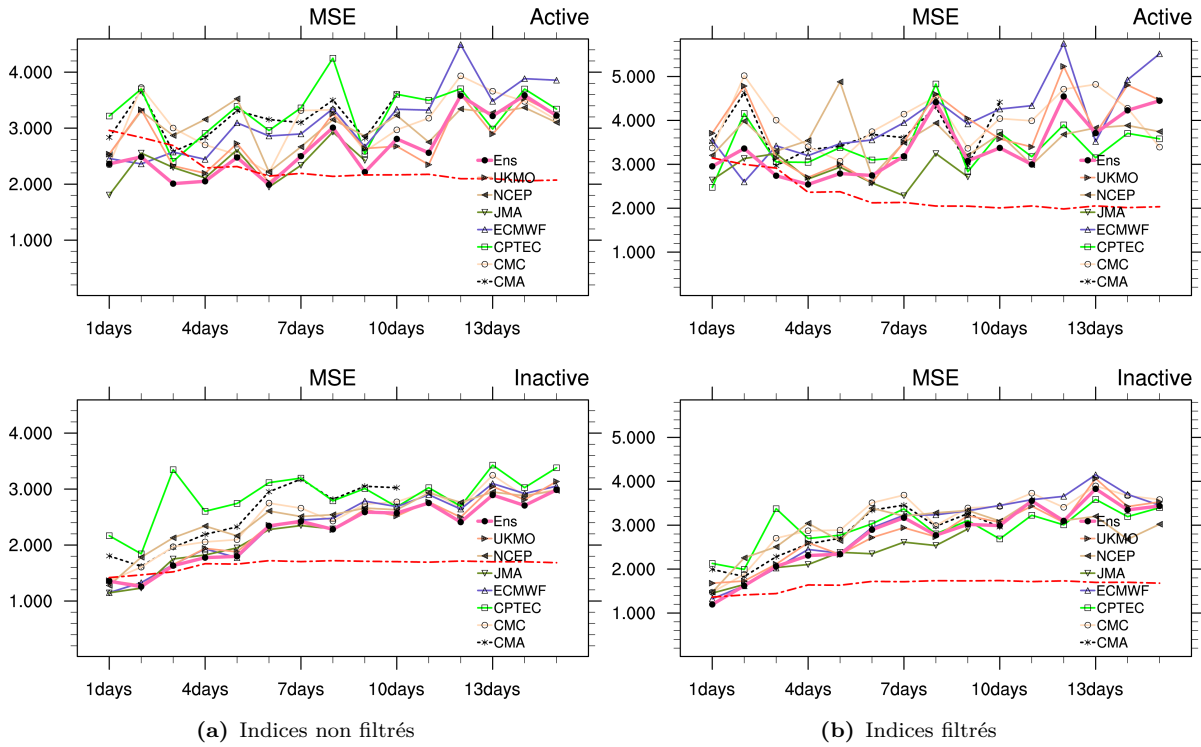 MSE Active
4.000
3.000
2.000
1.000
Ens
UKMO
NCEP
JMA
ECMWF
CPTEC
CMC
CMA
1days 4days 7days 10days 13days
MSE Active
5.000
4.000
3.000
2.000
1.000
Ens
UKMO
NCEP
JMA
ECMWF
CPTEC
CMC
CMA
1days 4days 7days 10days 13days
MSE Inactive
4.000
3.000
2.000
1.000
Ens
UKMO
NCEP
JMA
ECMWF
CPTEC
CMC
CMA
1days 4days 7days 10days 13days
MSE Inactive
5.000
4.000
3.000
2.000
1.000
Ens
UKMO
NCEP
JMA
ECMWF
CPTEC
CMC
CMA
1days 4days 7days 10days 13days
(a) Indices non filtrés
(b) Indices filtrés